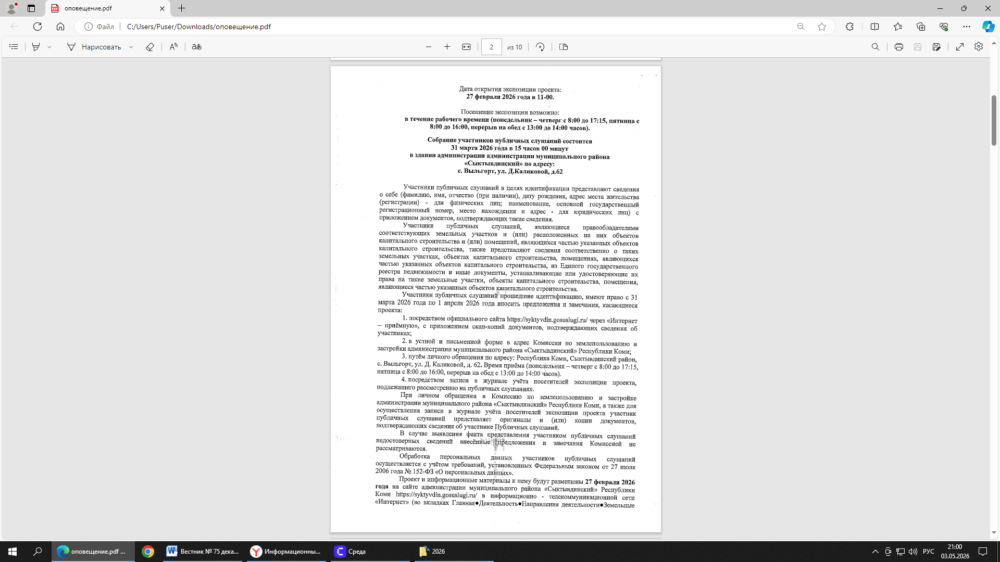 оповещение.pdf
Файл
C:/Users/Puser/Downloads/оповещение.pdf
Нарисовать
2
из 10
Дата открытия экспозиции проекта:
27 февраля 2026 года в 11-00.
Посещение экспозиции возможно:
в течение рабочего времени (понедельник – четверг с 8:00 до 17:15, пятница с
8:00 до 16:00, перерыв на обед с 13:00 до 14:00 часов).
Собрание участников публичных слушаний состоится
31 марта 2026 года в 15 часов 00 минут
в здании администрации администрации муниципального района
«Сыктывдинский» по адресу:
с. Выльгорт, ул. Д.Каликовой, д.62
Участники публичных слушаний в целях идентификации представляют сведения
о себе (фамилию, имя, отчество (при наличии), дату рождения, адрес места жительства
(регистрации) - для физических лиц; наименование, основной государственный
регистрационный номер, место нахождения и адрес - для юридических лиц) с
приложением документов, подтверждающих такие сведения.
Участники публичных слушаний, являющиеся правообладателями
соответствующих земельных участков и (или) расположенных на них объектов
капитального строительства и (или) помещений, являющихся частью указанных объектов
капитального строительства, также представляют сведения соответственно о таких
земельных участках, объектах капитального строительства, помещениях, являющихся
частью указанных объектов капитального строительства, из Единого государственного
реестра недвижимости и иные документы, устанавливающие или удостоверяющие их
права на такие земельные участки, объекты капитального строительства, помещения,
являющиеся частью указанных объектов капитального строительства.
Участники публичных слушаний прошедшие идентификацию, имеют право с 31
марта 2026 года по 1 апреля 2026 года вносить предложения и замечания, касающиеся
проекта:
1. посредством официального сайта https://syktyvdin.gosuslugi.ru/ через «Интернет
– приёмную», с приложением скан-копий документов, подтверждающих сведения об
участниках;
2. в устной и письменной форме в адрес Комиссии по землепользованию и
застройки администрации муниципального района «Сыктывдинский» Республики Коми;
3. путём личного обращения по адресу: Республика Коми, Сыктывдинский район,
с. Выльгорт, ул. Д. Каликовой, д. 62. Время приёма (понедельник – четверг с 8:00 до 17:15,
пятница с 8:00 до 16:00, перерыв на обед с 13:00 до 14:00 часов).
4. посредством записи в журнале учёта посетителей экспозиции проекта,
подлежащего рассмотрению на публичных слушаниях.
При личном обращении в Комиссию по землепользованию и застройке
администрации муниципального района «Сыктывдинский» Республики Коми, а также для
осуществления записи в журнале учёта посетителей экспозиции проекта участник
публичных слушаний представляет оригиналы и (или) копии документов,
подтверждающих сведения об участнике Публичных слушаний.
В случае выявления факта представления участником публичных слушаний
недостоверных сведений внесённые предложения и замечания Комиссией не
рассматриваются.
Обработка персональных данных участников публичных слушаний
осуществляется с учётом требований, установленных Федеральным законом от 27 июля
2006 года № 152-ФЗ «О персональных данных».
Проект и информационные материалы к нему будут размещены 27 февраля 2026
года на сайте администрации муниципального района «Сыктывдинский» Республики
Коми https://syktyvdin.gosuslugi.ru/ в информационно - телекоммуникационной сети
«Интернет» (во вкладках Главная●Деятельность●Направления деятельности●Земельные
оповещение.pdf ...
Вестник № 75 дека...
Информационны...
Среда
2026
РУС
21:00
03.05.2026